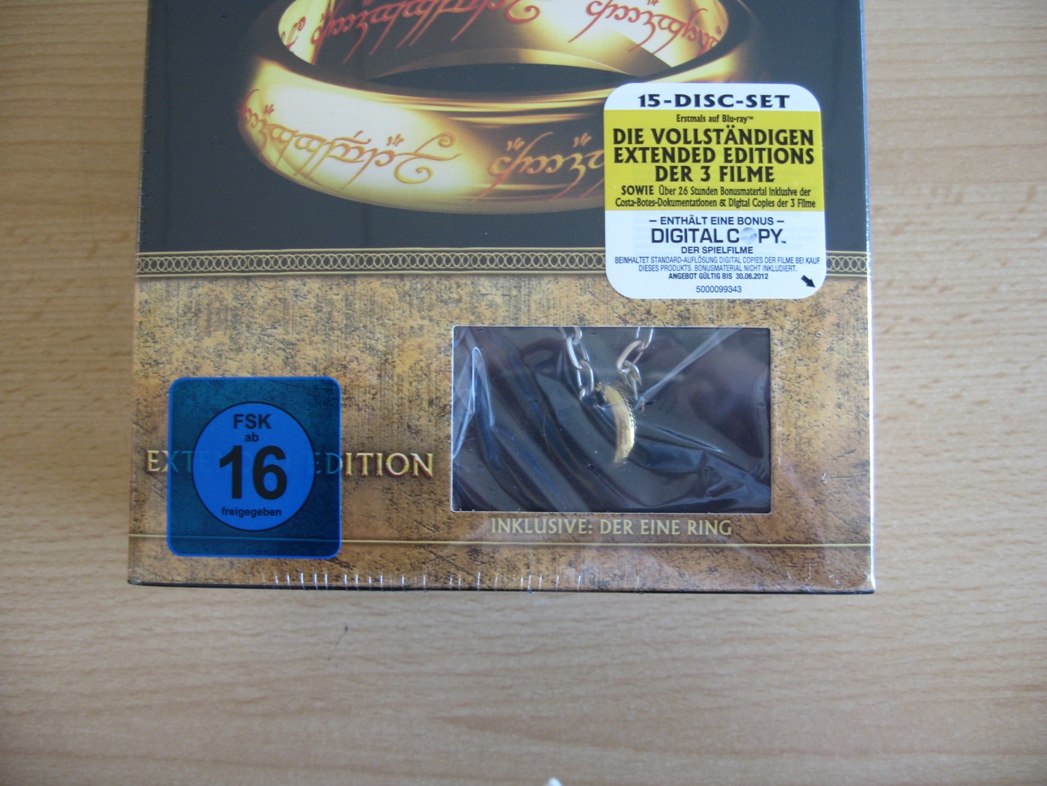 15-DISC-SET
Erstmals auf Blu-ray™
DIE VOLLSTÄNDIGEN
EXTENDED EDITIONS
DER 3 FILME
SOWIE Über 26 Stunden Bonusmaterial inklusive der
Costa-Botes-Dokumentationen & Digital Copies der 3 Filme
– ENTHÄLT EINE BONUS –
DIGITAL COPY™
DER SPIELFILME
BEINHALTET STANDARD-AUFLÖSUNG DIGITAL COPIES DER FILME BEI KAUF
DIESES PRODUKTS. BONUSMATERIAL NICHT INKLUDIERT.
ANGEBOT GÜLTIG BIS 30.06.2012
5000099343
FSK
ab
16
freigegeben
EXTENDED EDITION
INKLUSIVE: DER EINE RING